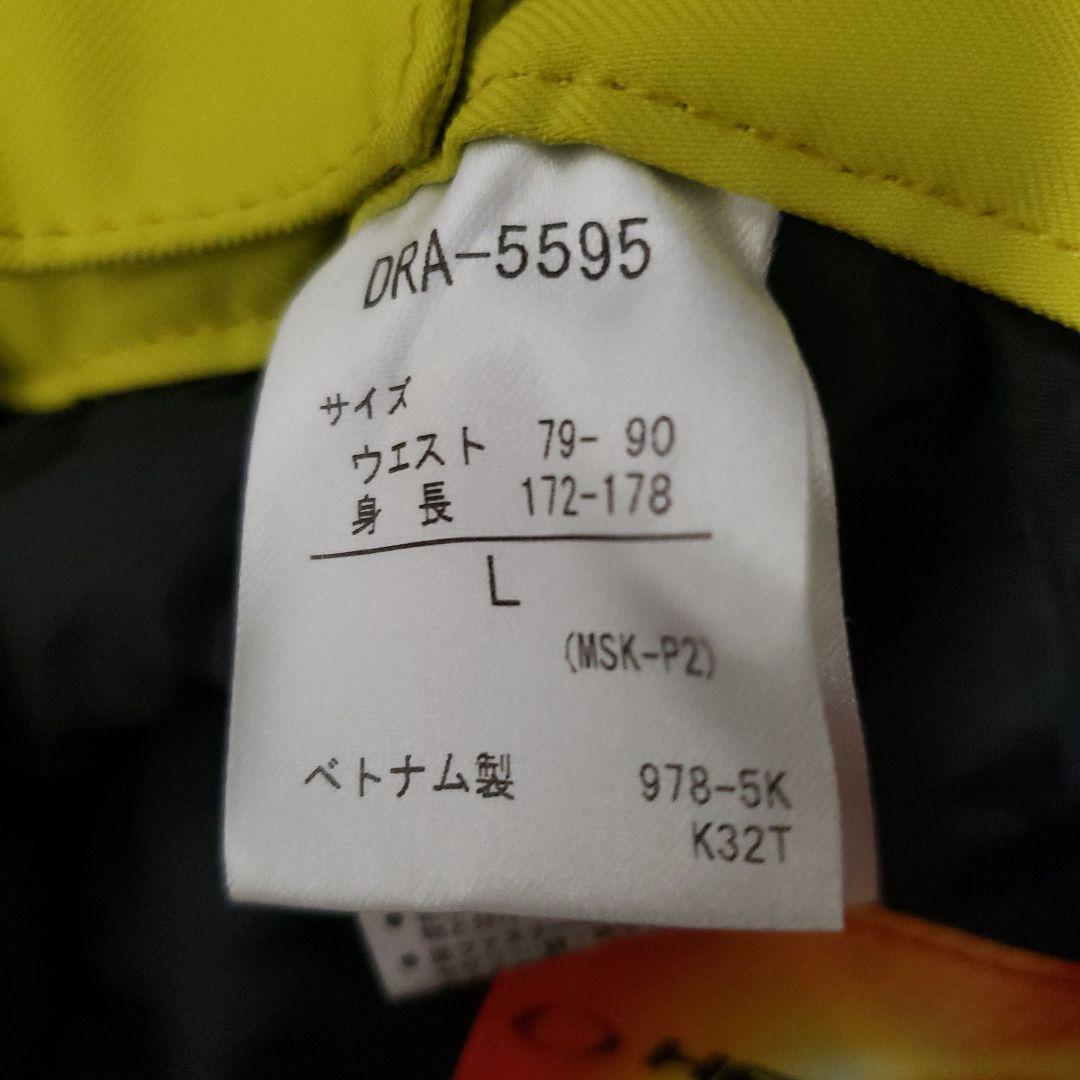 DRA-5595
サイズ
ウエスト 79- 90
身 長 172-178
L
(MSK-P2)
ベトナム製 978-5K
K32T